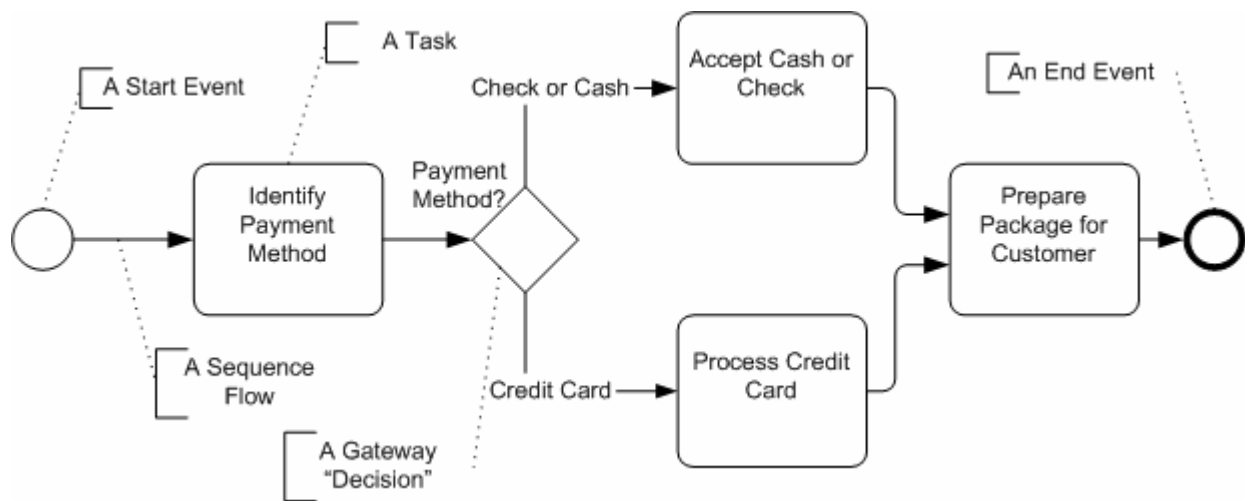 A Task
A Start Event
Check or Cash
Accept Cash or
Check
An End Event
Identify
Payment
Method
Payment
Method?
Prepare
Package for
Customer
A Sequence
Flow
Credit Card
Process Credit
Card
A Gateway
“Decision”